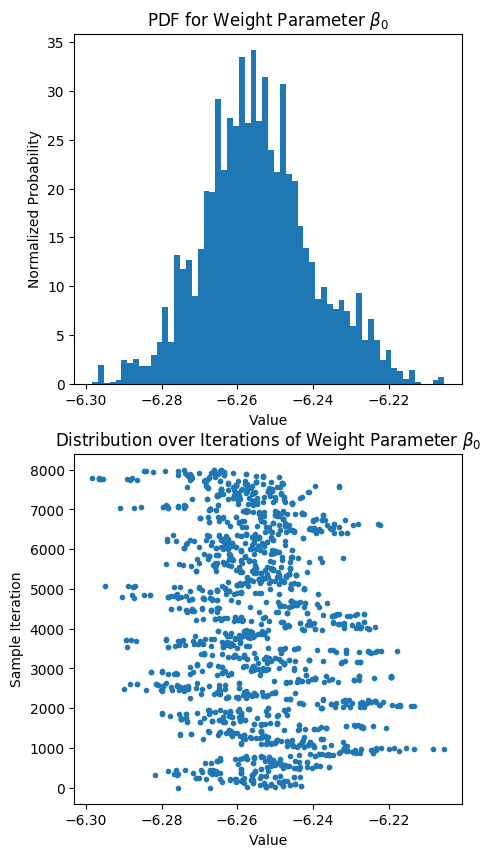 PDF for Weight Parameter β₀
35
30
25
20
15
10
5
0
Normalized Probability
−6.30 −6.28 −6.26 −6.24 −6.22
Value
Distribution over Iterations of Weight Parameter β₀
8000
7000
6000
5000
4000
3000
2000
1000
0
Sample Iteration
−6.30 −6.28 −6.26 −6.24 −6.22
Value